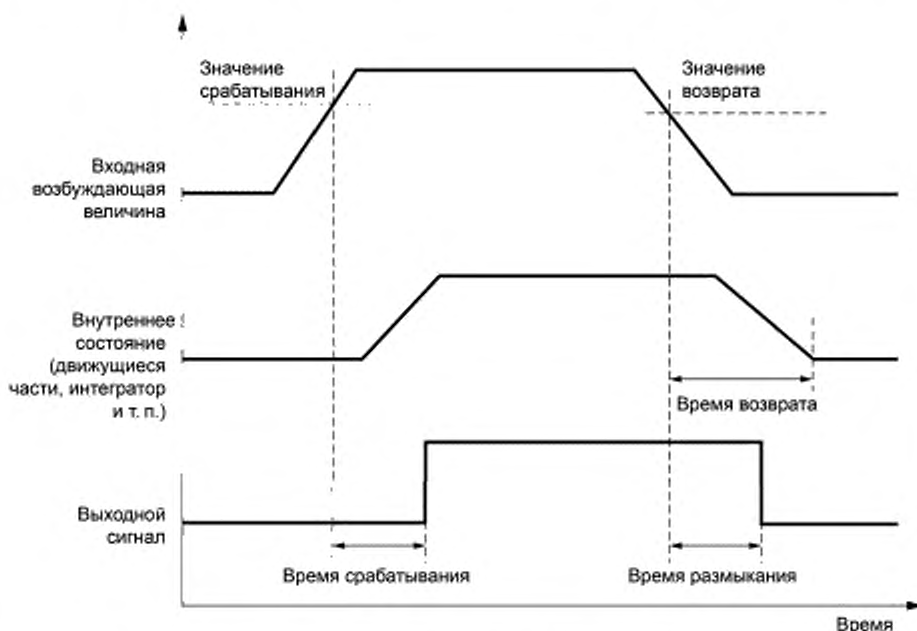 Значение
срабатывания
Значение
возврата
Входная
возбуждающая
величина
Внутреннее
состояние
(движущиеся
части, интегратор
и т. п.)
Время возврата
Выходной
сигнал
Время срабатывания
Время размыкания
Время